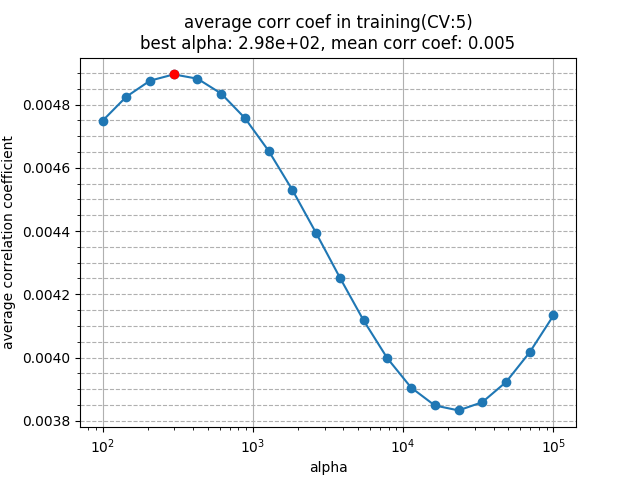 average corr coef in training(CV:5)
best alpha: 2.98e+02, mean corr coef: 0.005
average correlation coefficient
0.0048
0.0046
0.0044
0.0042
0.0040
0.0038
10²
10³
10⁴
10⁵
alpha